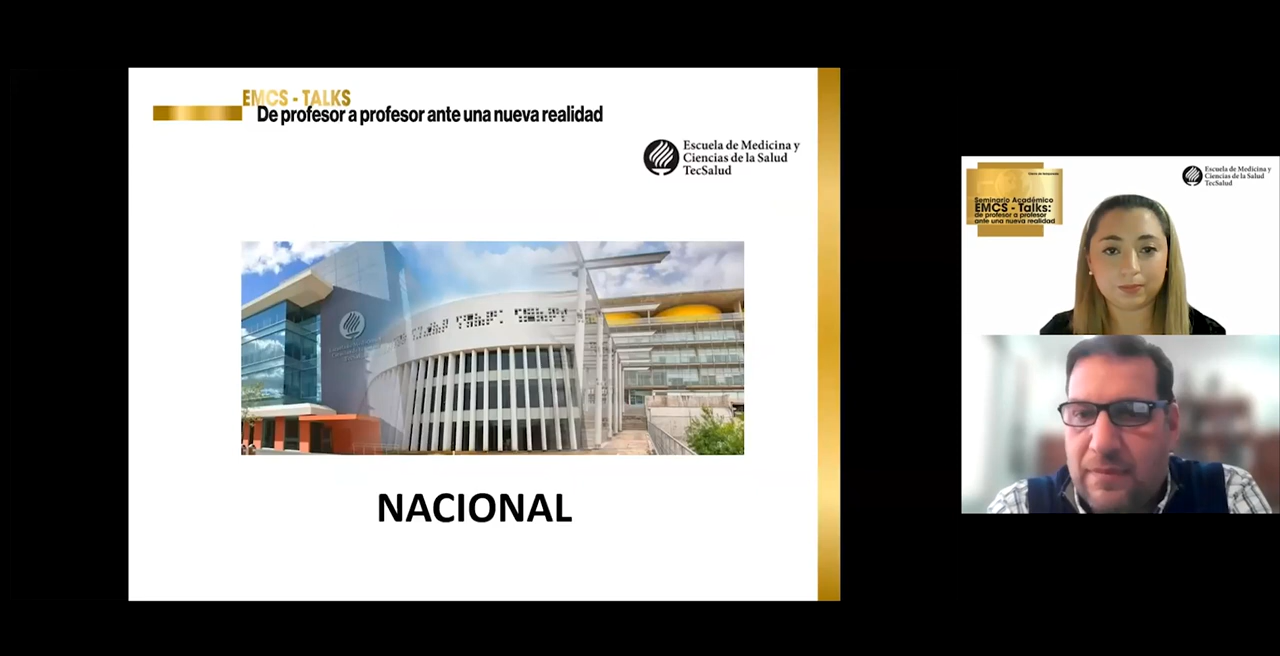 EMCS - TALKS
De profesor a profesor ante una nueva realidad
Escuela de Medicina y
Ciencias de la Salud
TecSalud
NACIONAL
Seminario Académico
EMCS - Talks:
de profesor a profesor
ante una nueva realidad
Escuela de Medicina y
Ciencias de la Salud
TecSalud